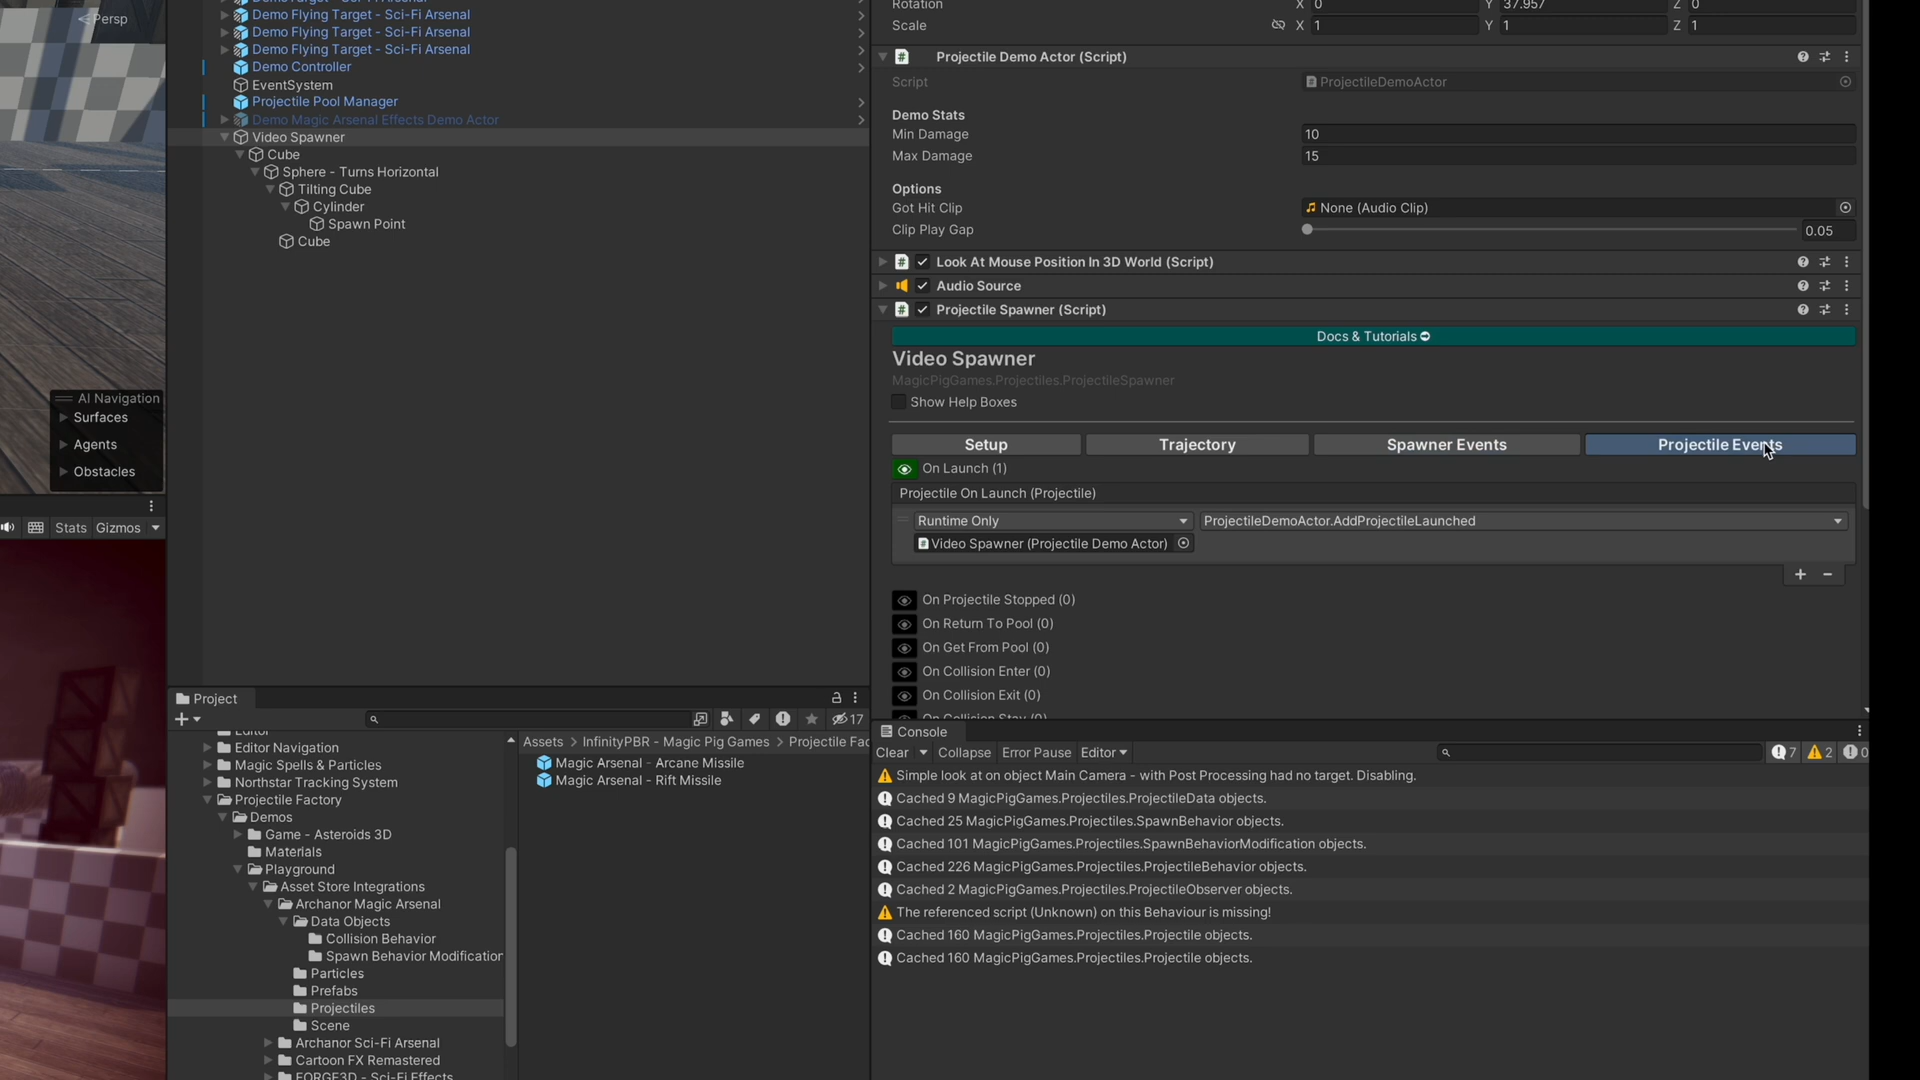 Persp
AI Navigation
Surfaces
Agents
Obstacles
Stats
Gizmos
Demo Flying Target - Sci-Fi Arsenal
Demo Flying Target - Sci-Fi Arsenal
Demo Flying Target - Sci-Fi Arsenal
Demo Controller
EventSystem
Projectile Pool Manager
Demo Magic Arsenal Effects Demo Actor
Video Spawner
Cube
Sphere - Turns Horizontal
Tilting Cube
Cylinder
Spawn Point
Cube
Project
17
Editor Navigation
Magic Spells & Particles
Northstar Tracking System
Projectile Factory
Demos
Game - Asteroids 3D
Materials
Playground
Asset Store Integrations
Archanor Magic Arsenal
Data Objects
Collision Behavior
Spawn Behavior Modification
Particles
Prefabs
Projectiles
Scene
Archanor Sci-Fi Arsenal
Cartoon FX Remastered
FORGE3D - Sci-Fi Effects
Assets > InfinityPBR - Magic Pig Games > Projectile Fac
Magic Arsenal - Arcane Missile
Magic Arsenal - Rift Missile
Rotation X 0 Y 37.957 Z 0
Scale X 1 Y 1 Z 1
Projectile Demo Actor (Script)
Script ProjectileDemoActor
Demo Stats
Min Damage 10
Max Damage 15
Options
Got Hit Clip None (Audio Clip)
Clip Play Gap 0.05
Look At Mouse Position In 3D World (Script)
Audio Source
Projectile Spawner (Script)
Docs & Tutorials
Video Spawner
MagicPigGames.Projectiles.ProjectileSpawner
Show Help Boxes
Setup Trajectory Spawner Events Projectile Events
On Launch (1)
Projectile On Launch (Projectile)
Runtime Only ProjectileDemoActor.AddProjectileLaunched
Video Spawner (Projectile Demo Actor)
On Projectile Stopped (0)
On Return To Pool (0)
On Get From Pool (0)
On Collision Enter (0)
On Collision Exit (0)
On Collision Stay (0)
Console
Clear Collapse Error Pause Editor 7 2 0
Simple look at on object Main Camera - with Post Processing had no target. Disabling.
Cached 9 MagicPigGames.Projectiles.ProjectileData objects.
Cached 25 MagicPigGames.Projectiles.SpawnBehavior objects.
Cached 101 MagicPigGames.Projectiles.SpawnBehaviorModification objects.
Cached 226 MagicPigGames.Projectiles.ProjectileBehavior objects.
Cached 2 MagicPigGames.Projectiles.ProjectileObserver objects.
The referenced script (Unknown) on this Behaviour is missing!
Cached 160 MagicPigGames.Projectiles.Projectile objects.
Cached 160 MagicPigGames.Projectiles.Projectile objects.